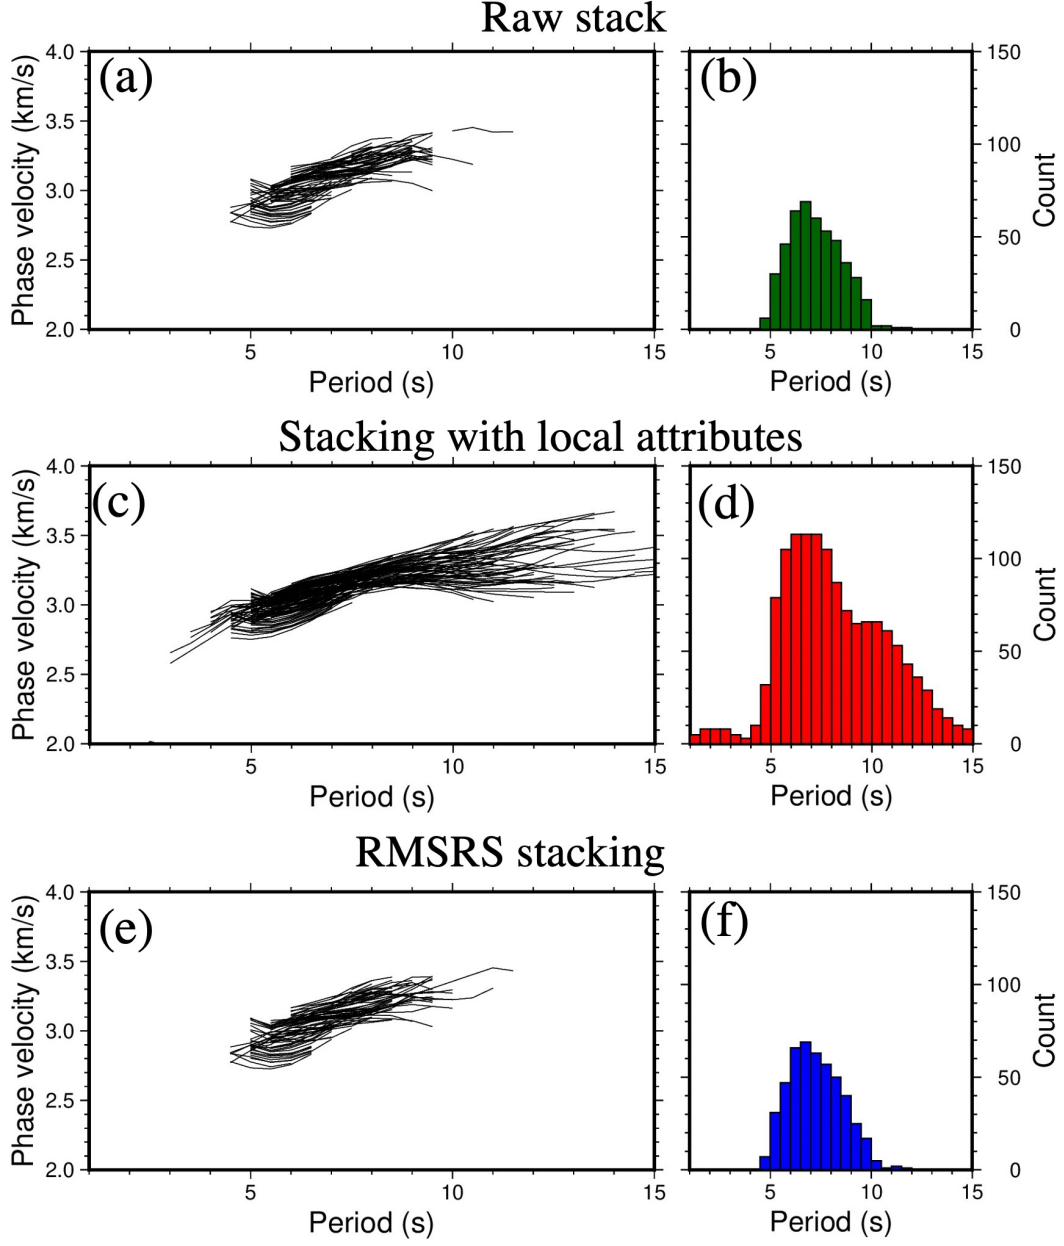 Raw stack
(a)
Phase velocity (km/s)
4.0
3.5
3.0
2.5
2.0
5
10
15
Period (s)
(b)
150
100
50
0
Count
5
10
15
Period (s)
Stacking with local attributes
(c)
Phase velocity (km/s)
4.0
3.5
3.0
2.5
2.0
5
10
15
Period (s)
(d)
150
100
50
0
Count
5
10
15
Period (s)
RMSRS stacking
(e)
Phase velocity (km/s)
4.0
3.5
3.0
2.5
2.0
5
10
15
Period (s)
(f)
150
100
50
0
Count
5
10
15
Period (s)